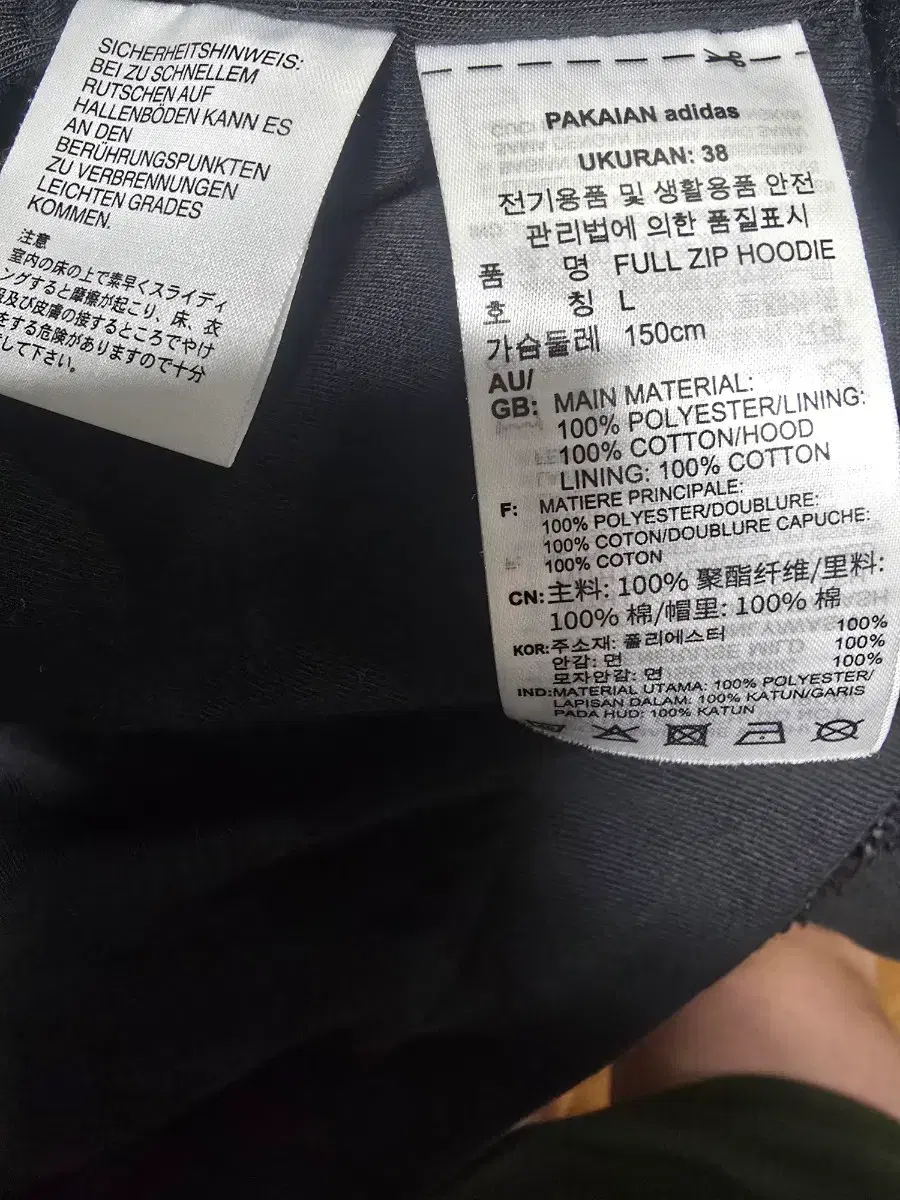 SICHERHEITSHINWEIS:
BEI ZU SCHNELLEM
RUTSCHEN AUF
HALLENBÖDEN KANN ES
AN DEN
BERÜHRUNGSPUNKTEN
ZU VERBRENNUNGEN
LEICHTEN GRADES
KOMMEN.
注意
室内の床の上で素早くスライディ
ングすると摩擦が起こり、床、衣
及び皮膚の接するところでやけ
をする危険がありますので十分
して下さい。
PAKAIAN adidas
UKURAN: 38
전기용품 및 생활용품 안전
관리법에 의한 품질표시
품 명 FULL ZIP HOODIE
호 칭 L
가슴둘레 150cm
AU/
GB: MAIN MATERIAL:
100% POLYESTER/LINING:
100% COTTON/HOOD
LINING: 100% COTTON
F: MATIERE PRINCIPALE:
100% POLYESTER/DOUBLURE:
100% COTON/DOUBLURE CAPUCHE:
100% COTON
CN: 主料: 100% 聚酯纤维/里料:
100% 棉/帽里: 100% 棉
KOR: 주소재: 폴리에스터 100%
안감: 면 100%
모자안감: 면 100%
IND: MATERIAL UTAMA: 100% POLYESTER/
LAPISAN DALAM: 100% KATUN/GARIS
PADA HUD: 100% KATUN